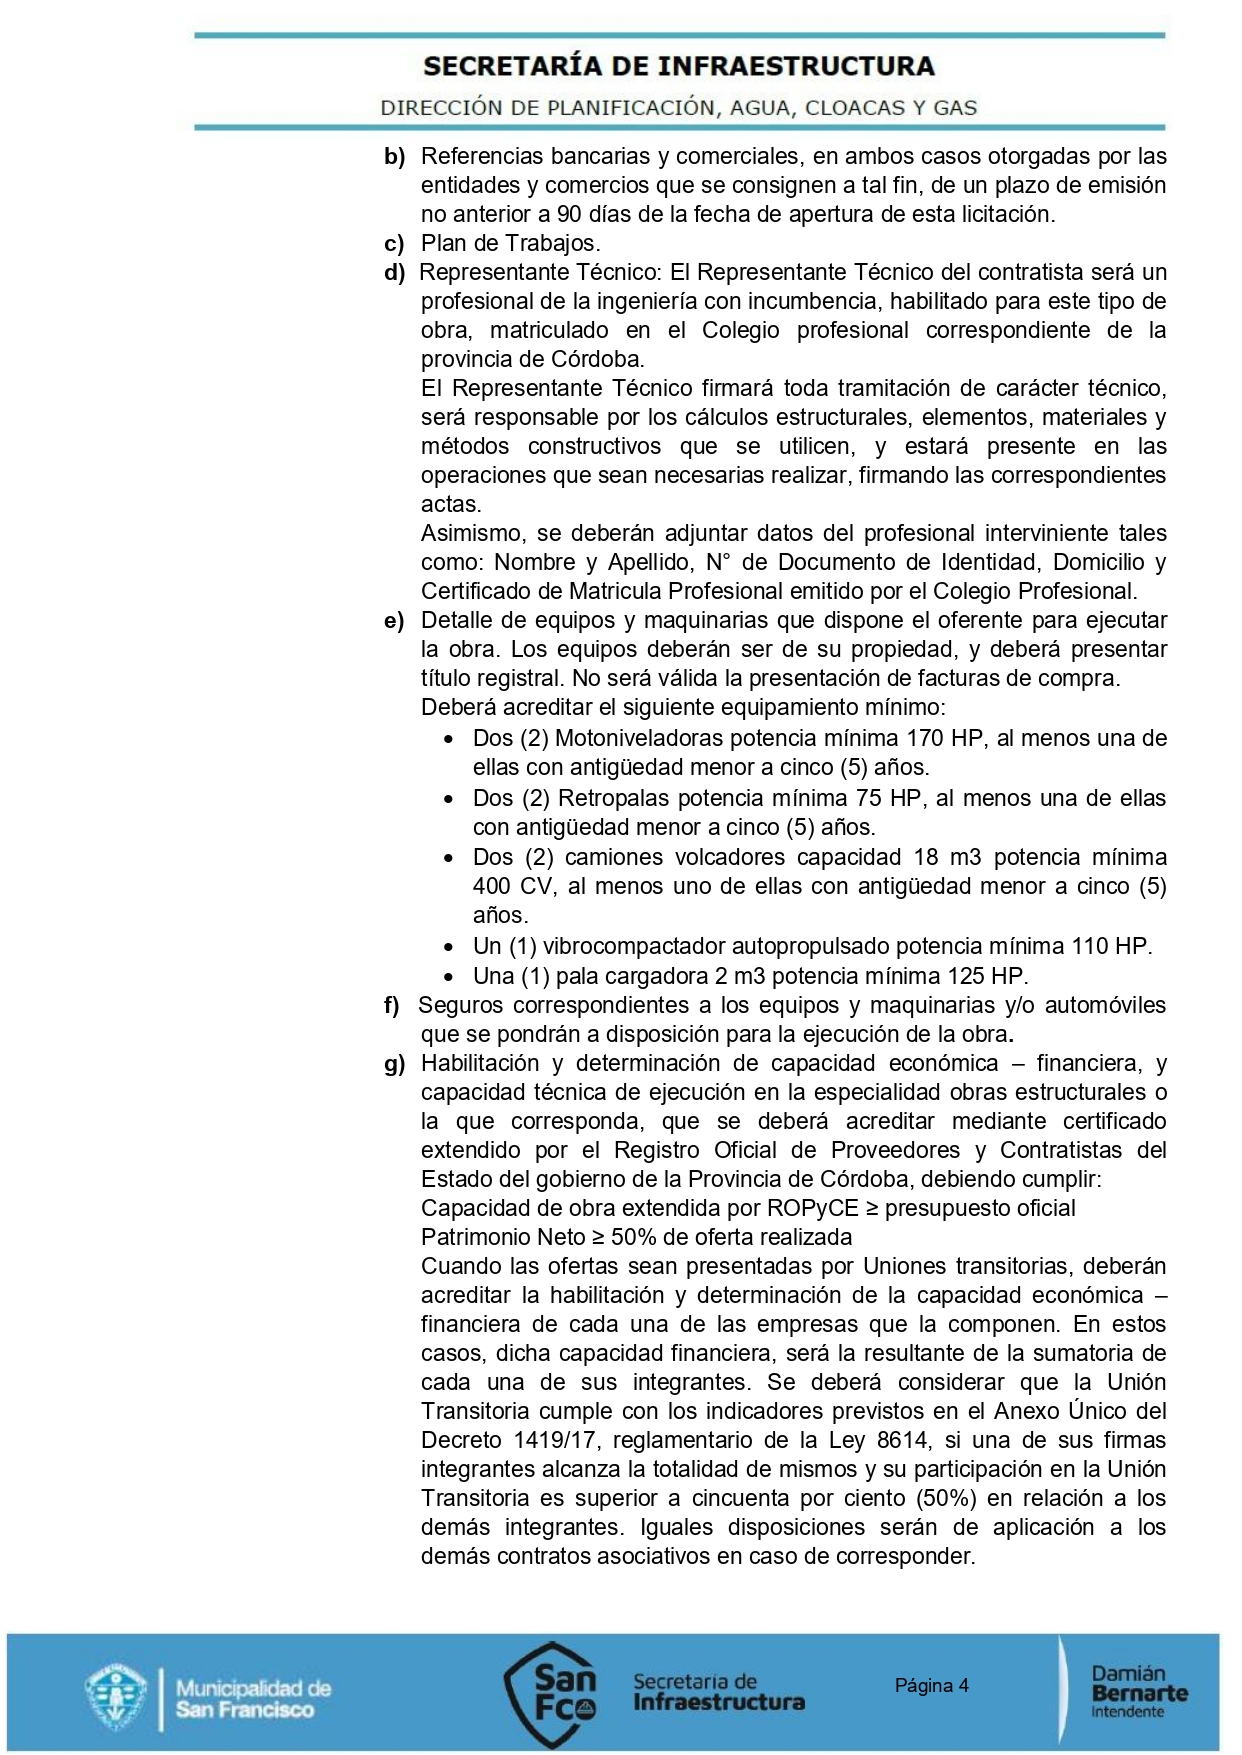 SECRETARÍA DE INFRAESTRUCTURA
DIRECCIÓN DE PLANIFICACIÓN, AGUA, CLOACAS Y GAS
b) Referencias bancarias y comerciales, en ambos casos otorgadas por las
entidades y comercios que se consignen a tal fin, de un plazo de emisión
no anterior a 90 días de la fecha de apertura de esta licitación.
c) Plan de Trabajos.
d) Representante Técnico: El Representante Técnico del contratista será un
profesional de la ingeniería con incumbencia, habilitado para este tipo de
obra, matriculado en el Colegio profesional correspondiente de la
provincia de Córdoba.
El Representante Técnico firmará toda tramitación de carácter técnico,
será responsable por los cálculos estructurales, elementos, materiales y
métodos constructivos que se utilicen, y estará presente en las
operaciones que sean necesarias realizar, firmando las correspondientes
actas.
Asimismo, se deberán adjuntar datos del profesional interviniente tales
como: Nombre y Apellido, N° de Documento de Identidad, Domicilio y
Certificado de Matricula Profesional emitido por el Colegio Profesional.
e) Detalle de equipos y maquinarias que dispone el oferente para ejecutar
la obra. Los equipos deberán ser de su propiedad, y deberá presentar
título registral. No será válida la presentación de facturas de compra.
Deberá acreditar el siguiente equipamiento mínimo:
• Dos (2) Motoniveladoras potencia mínima 170 HP, al menos una de
ellas con antigüedad menor a cinco (5) años.
• Dos (2) Retropalas potencia mínima 75 HP, al menos una de ellas
con antigüedad menor a cinco (5) años.
• Dos (2) camiones volcadores capacidad 18 m3 potencia mínima
400 CV, al menos uno de ellas con antigüedad menor a cinco (5)
años.
• Un (1) vibrocompactador autopropulsado potencia mínima 110 HP.
• Una (1) pala cargadora 2 m3 potencia mínima 125 HP.
f) Seguros correspondientes a los equipos y maquinarias y/o automóviles
que se pondrán a disposición para la ejecución de la obra.
g) Habilitación y determinación de capacidad económica – financiera, y
capacidad técnica de ejecución en la especialidad obras estructurales o
la que corresponda, que se deberá acreditar mediante certificado
extendido por el Registro Oficial de Proveedores y Contratistas del
Estado del gobierno de la Provincia de Córdoba, debiendo cumplir:
Capacidad de obra extendida por ROPyCE ≥ presupuesto oficial
Patrimonio Neto ≥ 50% de oferta realizada
Cuando las ofertas sean presentadas por Uniones transitorias, deberán
acreditar la habilitación y determinación de la capacidad económica –
financiera de cada una de las empresas que la componen. En estos
casos, dicha capacidad financiera, será la resultante de la sumatoria de
cada una de sus integrantes. Se deberá considerar que la Unión
Transitoria cumple con los indicadores previstos en el Anexo Único del
Decreto 1419/17, reglamentario de la Ley 8614, si una de sus firmas
integrantes alcanza la totalidad de mismos y su participación en la Unión
Transitoria es superior a cincuenta por ciento (50%) en relación a los
demás integrantes. Iguales disposiciones serán de aplicación a los
demás contratos asociativos en caso de corresponder.
Municipalidad de
San Francisco
San
Fco
Secretaría de
Infraestructura
Página 4
Damián
Bernarte
Intendente